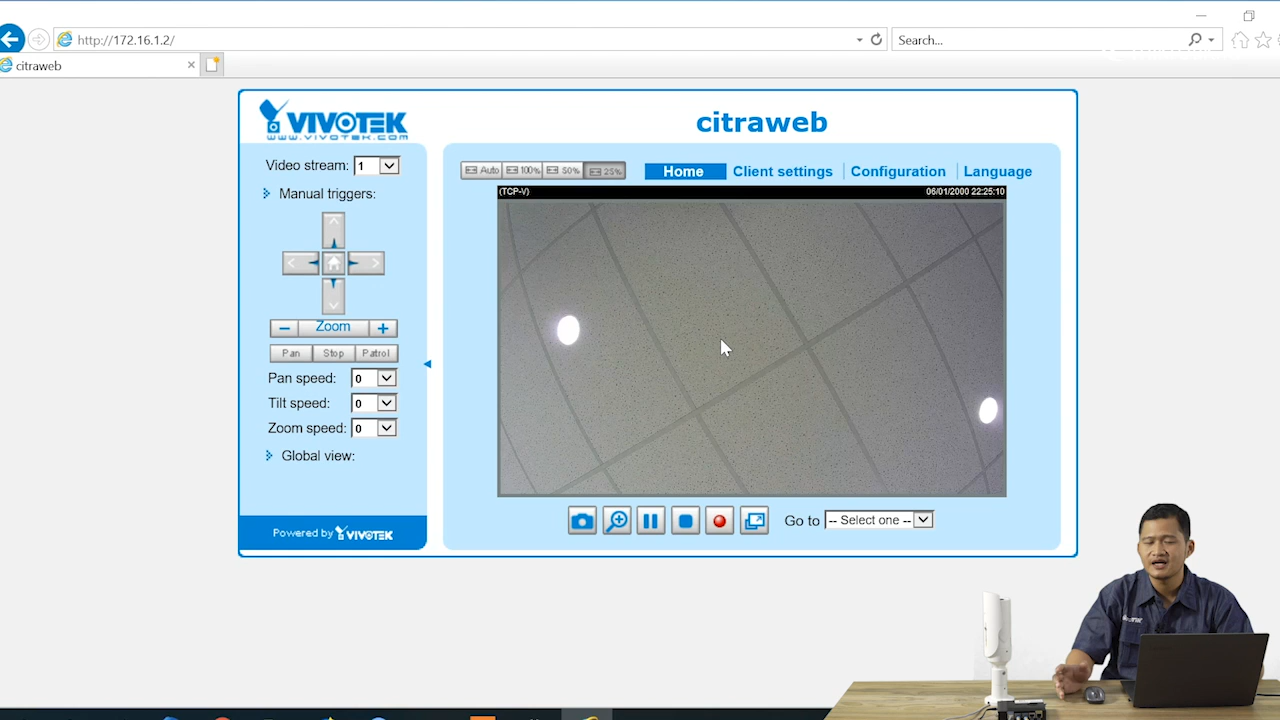 http://172.16.1.2/
Search...
citraweb
VIVOTEK
WWW.VIVOTEK.COM
citraweb
Video stream: 1
Manual triggers:
Zoom
Pan Stop Patrol
Pan speed: 0
Tilt speed: 0
Zoom speed: 0
Global view:
Powered by VIVOTEK
Auto 100% 50% 25%
Home Client settings Configuration Language
(TCP-V) 06/01/2000 22:25:10
Go to -- Select one --